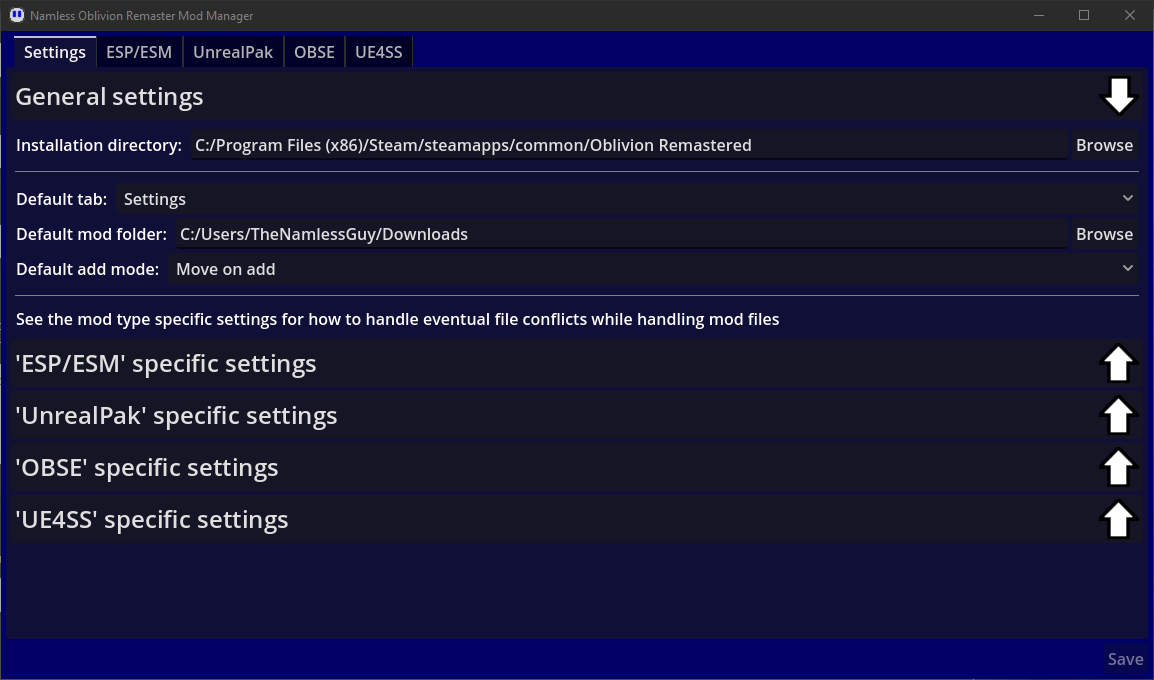 Namless Oblivion Remaster Mod Manager
Settings ESP/ESM UnrealPak OBSE UE4SS
General settings
Installation directory: C:/Program Files (x86)/Steam/steamapps/common/Oblivion Remastered Browse
Default tab: Settings
Default mod folder: C:/Users/TheNamlessGuy/Downloads Browse
Default add mode: Move on add
See the mod type specific settings for how to handle eventual file conflicts while handling mod files
'ESP/ESM' specific settings
'UnrealPak' specific settings
'OBSE' specific settings
'UE4SS' specific settings
Save